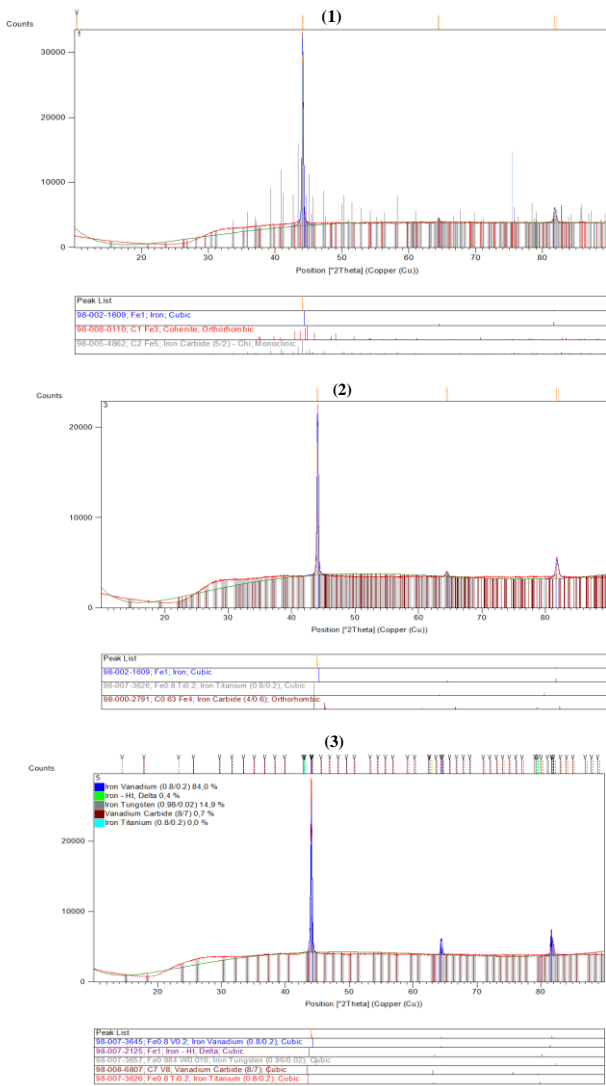 (1)
Counts
1
30000
20000
10000
0
20 30 40 50 60 70 80
Position [°2Theta] (Copper (Cu))
Peak List
98-002-1609; Fe1; Iron; Cubic
98-008-0110; C1 Fe3; Cohenite; Orthorhombic
98-005-4862; C2 Fe5; Iron Carbide (5/2) - Chi; Monoclinic
(2)
Counts
3
20000
10000
0
20 30 40 50 60 70 80
Position [°2Theta] (Copper (Cu))
Peak List
98-002-1609; Fe1; Iron; Cubic
98-007-3626; Fe0.8 Ti0.2; Iron Titanium (0.8/0.2); Cubic
98-000-2791; C0.63 Fe4; Iron Carbide (4/0.6); Orthorhombic
(3)
Counts
5
Iron Vanadium (0.8/0.2) 84,0 %
Iron - Ht, Delta 0,4 %
Iron Tungsten (0.98/0.02) 14,9 %
Vanadium Carbide (8/7) 0,7 %
Iron Titanium (0.8/0.2) 0,0 %
20000
10000
0
20 30 40 50 60 70 80
Position [°2Theta] (Copper (Cu))
Peak List
98-007-3645; Fe0.8 V0.2; Iron Vanadium (0.8/0.2); Cubic
98-007-2125; Fe1; Iron - Ht, Delta; Cubic
98-007-3657; Fe0.984 W0.016; Iron Tungsten (0.98/0.02); Cubic
98-008-6807; C7 V8; Vanadium Carbide (8/7); Cubic
98-007-3626; Fe0.8 Ti0.2; Iron Titanium (0.8/0.2); Cubic